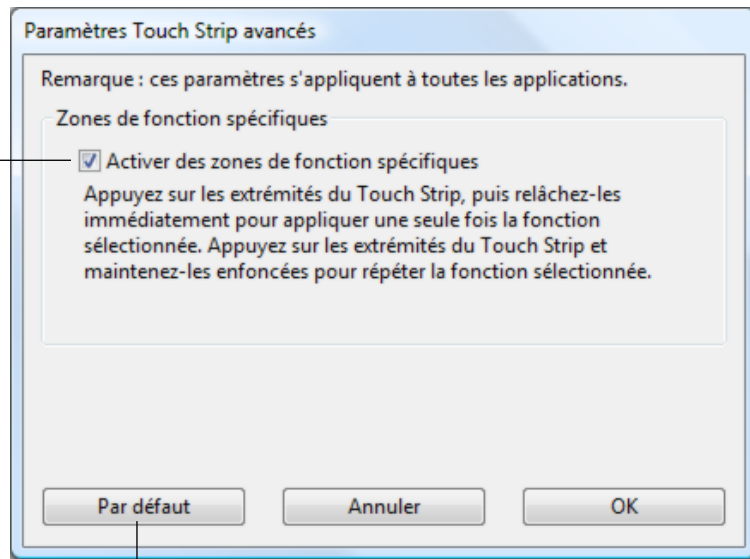 Paramètres Touch Strip avancés
Remarque : ces paramètres s'appliquent à toutes les applications.
Zones de fonction spécifiques
Activer des zones de fonction spécifiques
Appuyez sur les extrémités du Touch Strip, puis relâchez-les
immédiatement pour appliquer une seule fois la fonction
sélectionnée. Appuyez sur les extrémités du Touch Strip et
maintenez-les enfoncées pour répéter la fonction sélectionnée.
Par défaut
Annuler
OK